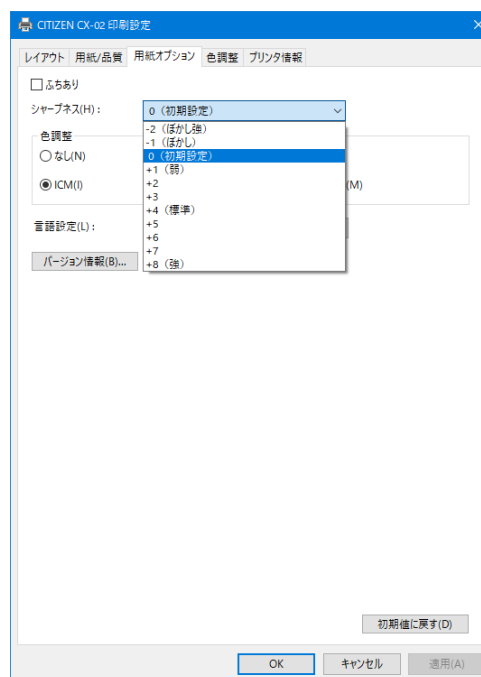 CITIZEN CX-02 印刷設定
レイアウト 用紙/品質 用紙オプション 色調整 プリンタ情報
ふちあり
シャープネス(H) : 0（初期設定）
-2（ぼかし強）
-1（ぼかし）
色調整
0（初期設定）
なし(N)
+1（弱）
ICM(I) +2 (M)
+3
+4（標準）
言語設定(L) : +5
+6
+7
バージョン情報(B)... +8（強）
初期値に戻す(D)
OK キャンセル 適用(A)